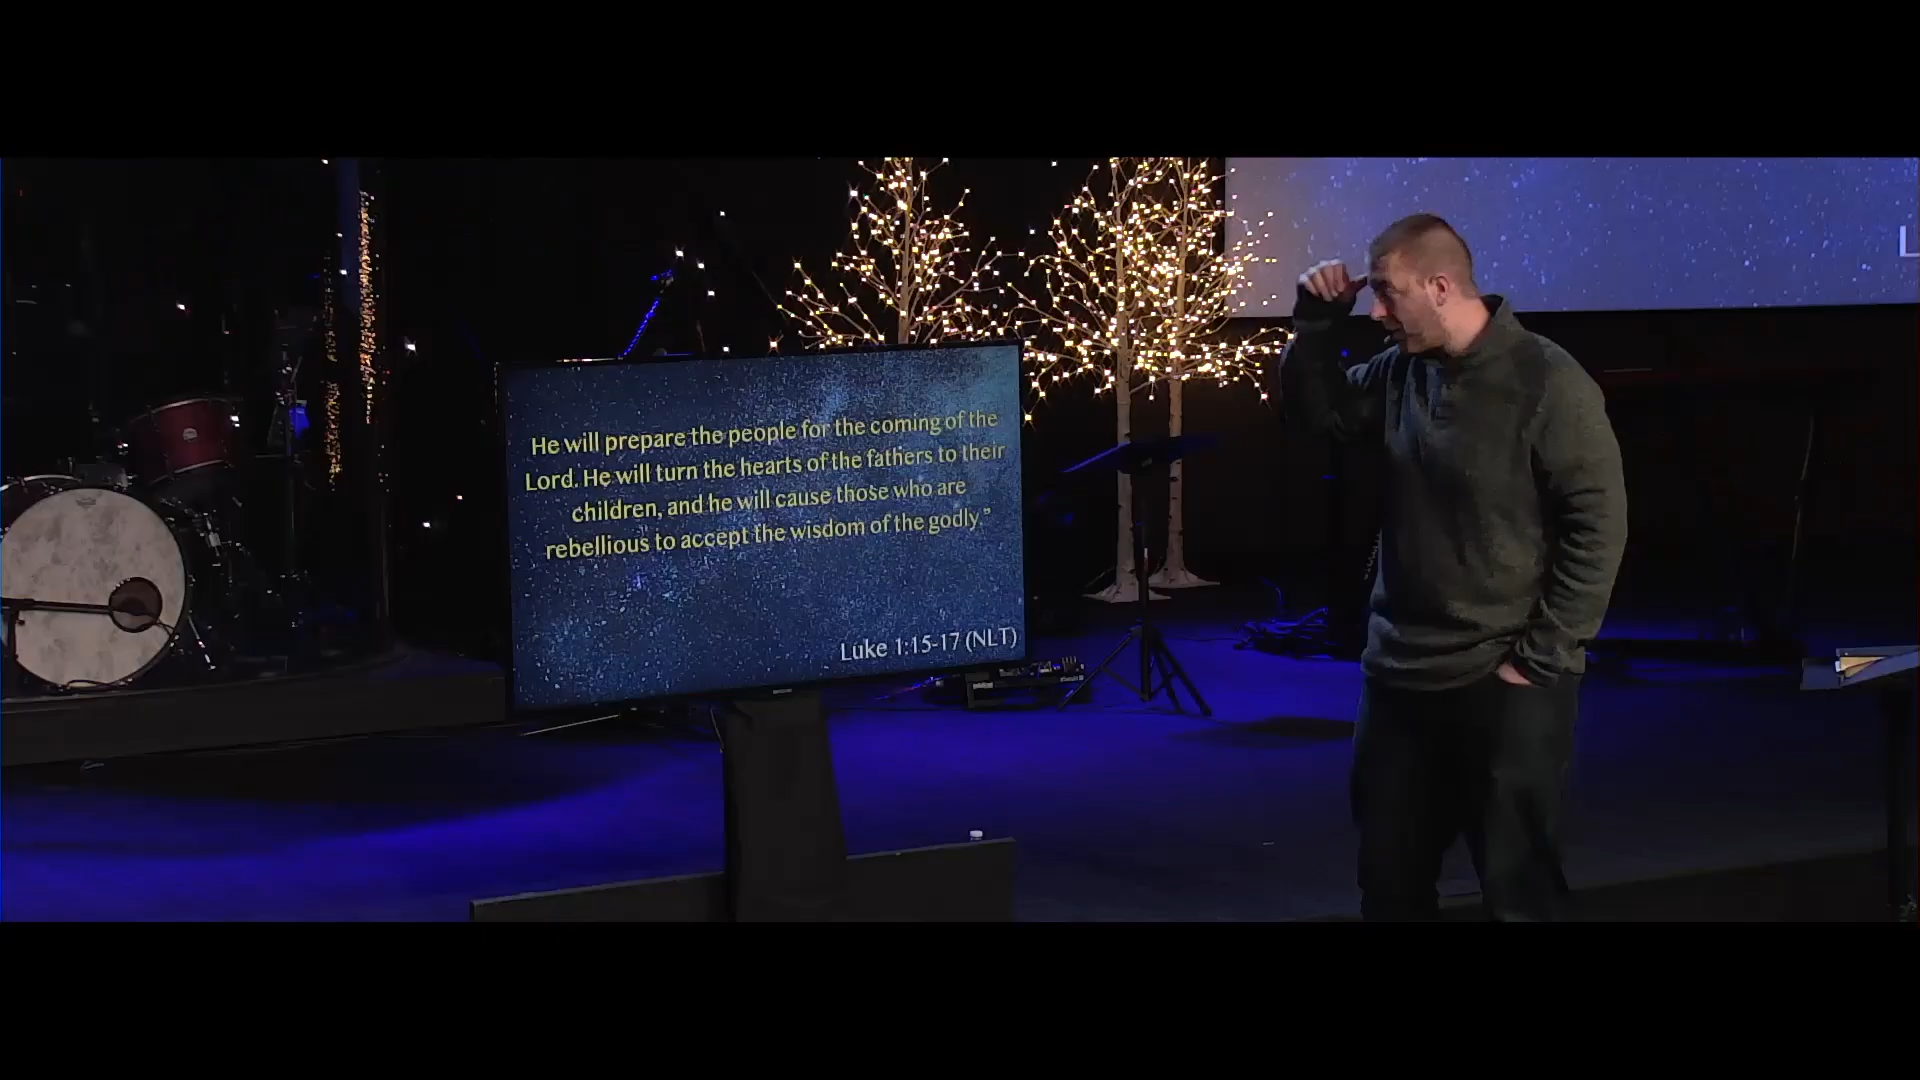 He will prepare the people for the coming of the
Lord. He will turn the hearts of the fathers to their
children, and he will cause those who are
rebellious to accept the wisdom of the godly.”
Luke 1:15-17 (NLT)
L